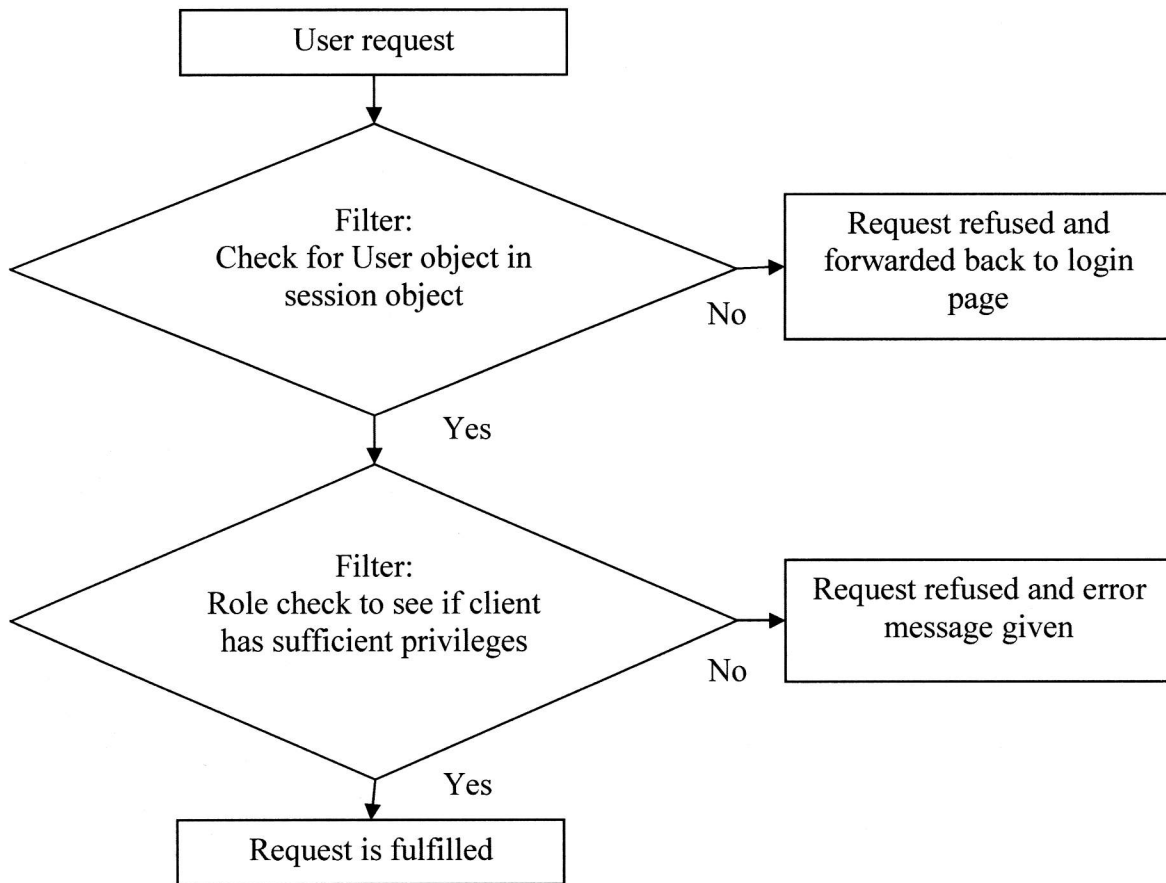 User request
Filter:
Check for User object in
session object
No
Request refused and
forwarded back to login
page
Yes
Filter:
Role check to see if client
has sufficient privileges
No
Request refused and error
message given
Yes
Request is fulfilled